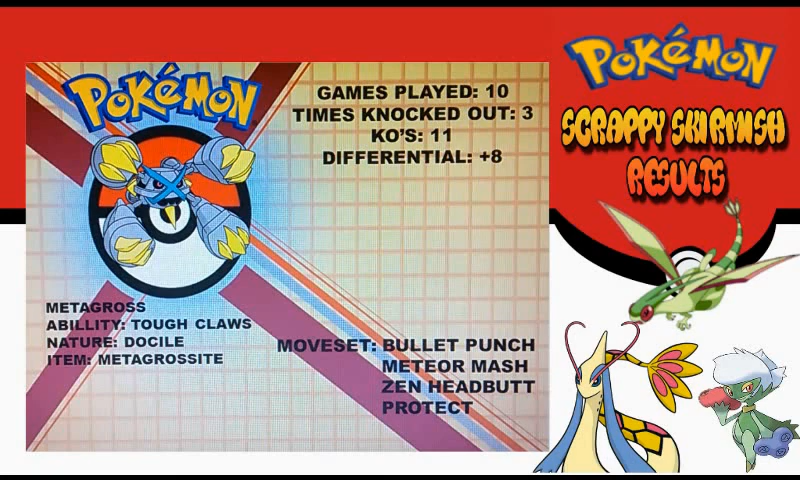 POKéMON
GAMES PLAYED: 10
TIMES KNOCKED OUT: 3
KO'S: 11
DIFFERENTIAL: +8
METAGROSS
ABILLITY: TOUGH CLAWS
NATURE: DOCILE
ITEM: METAGROSSITE
MOVESET: BULLET PUNCH
METEOR MASH
ZEN HEADBUTT
PROTECT
POKéMON
SCRAPPY SKIRMISH
RESULTS